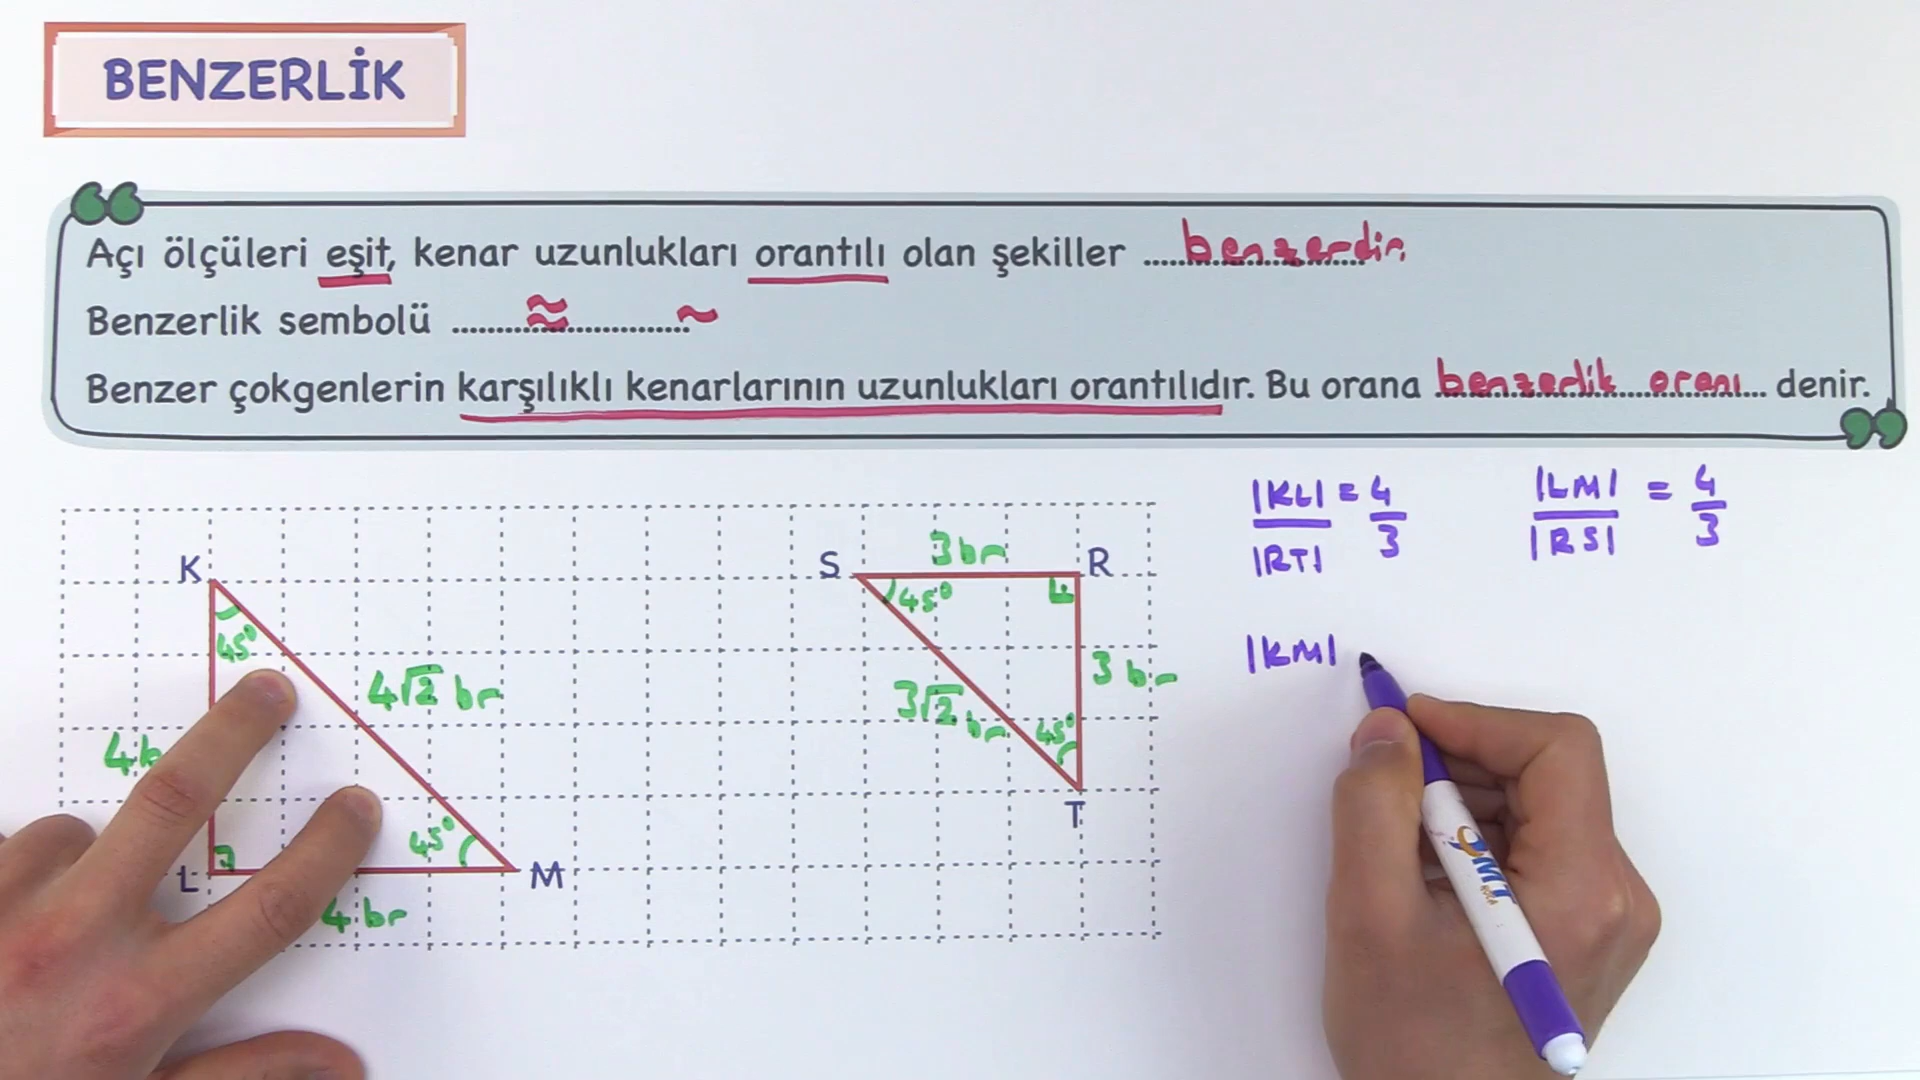 BENZERLİK
Açı ölçüleri eşit, kenar uzunlukları orantılı olan şekiller benzerdir.
Benzerlik sembolü ≈ ~
Benzer çokgenlerin karşılıklı kenarlarının uzunlukları orantılıdır. Bu orana benzerlik oranı denir.
|KL| = 4 |LM| = 4
|RT| 3 |RS| 3
K
45°
4√2 br
45°
L
M
4 br
S
3 br
R
45°
3 br
3√2 br
45°
T
|KM|